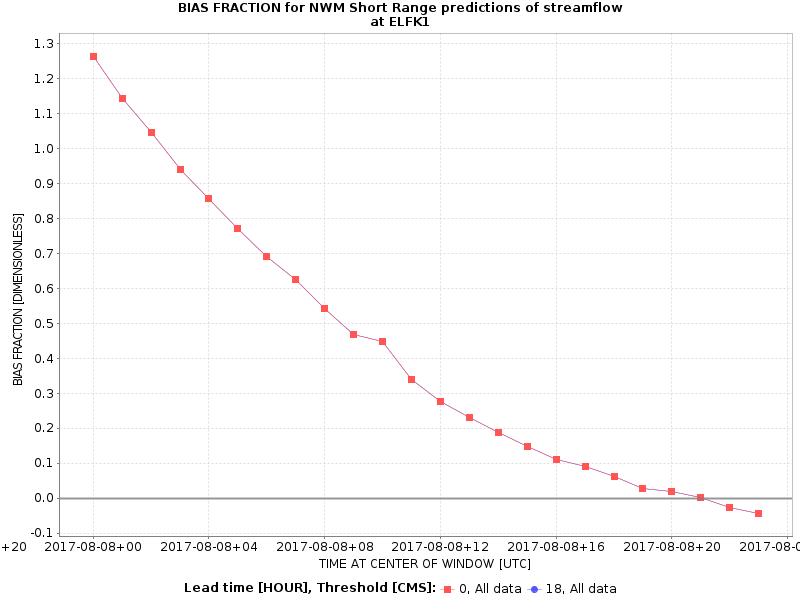 BIAS FRACTION for NWM Short Range predictions of streamflow
at ELFK1
BIAS FRACTION [DIMENSIONLESS]
1.3
1.2
1.1
1.0
0.9
0.8
0.7
0.6
0.5
0.4
0.3
0.2
0.1
0.0
-0.1
+20 2017-08-08+00 2017-08-08+04 2017-08-08+08 2017-08-08+12 2017-08-08+16 2017-08-08+20 2017-08-0
TIME AT CENTER OF WINDOW [UTC]
Lead time [HOUR], Threshold [CMS]: 0, All data 18, All data